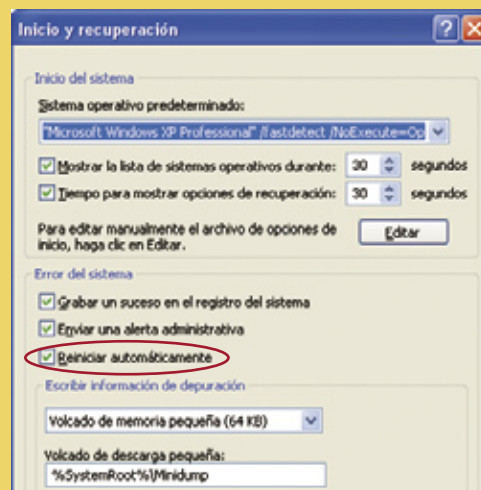 Inicio y recuperación
Inicio del sistema
Sistema operativo predeterminado:
"Microsoft Windows XP Professional" /fastdetect /NoExecute=Op
Mostrar la lista de sistemas operativos durante: 30 segundos
Tiempo para mostrar opciones de recuperación: 30 segundos
Para editar manualmente el archivo de opciones de
inicio, haga clic en Editar.
Editar
Error del sistema
Grabar un suceso en el registro del sistema
Enviar una alerta administrativa
Reiniciar automáticamente
Escribir información de depuración
Volcado de memoria pequeña (64 KB)
Volcado de descarga pequeña:
%SystemRoot%\Minidump